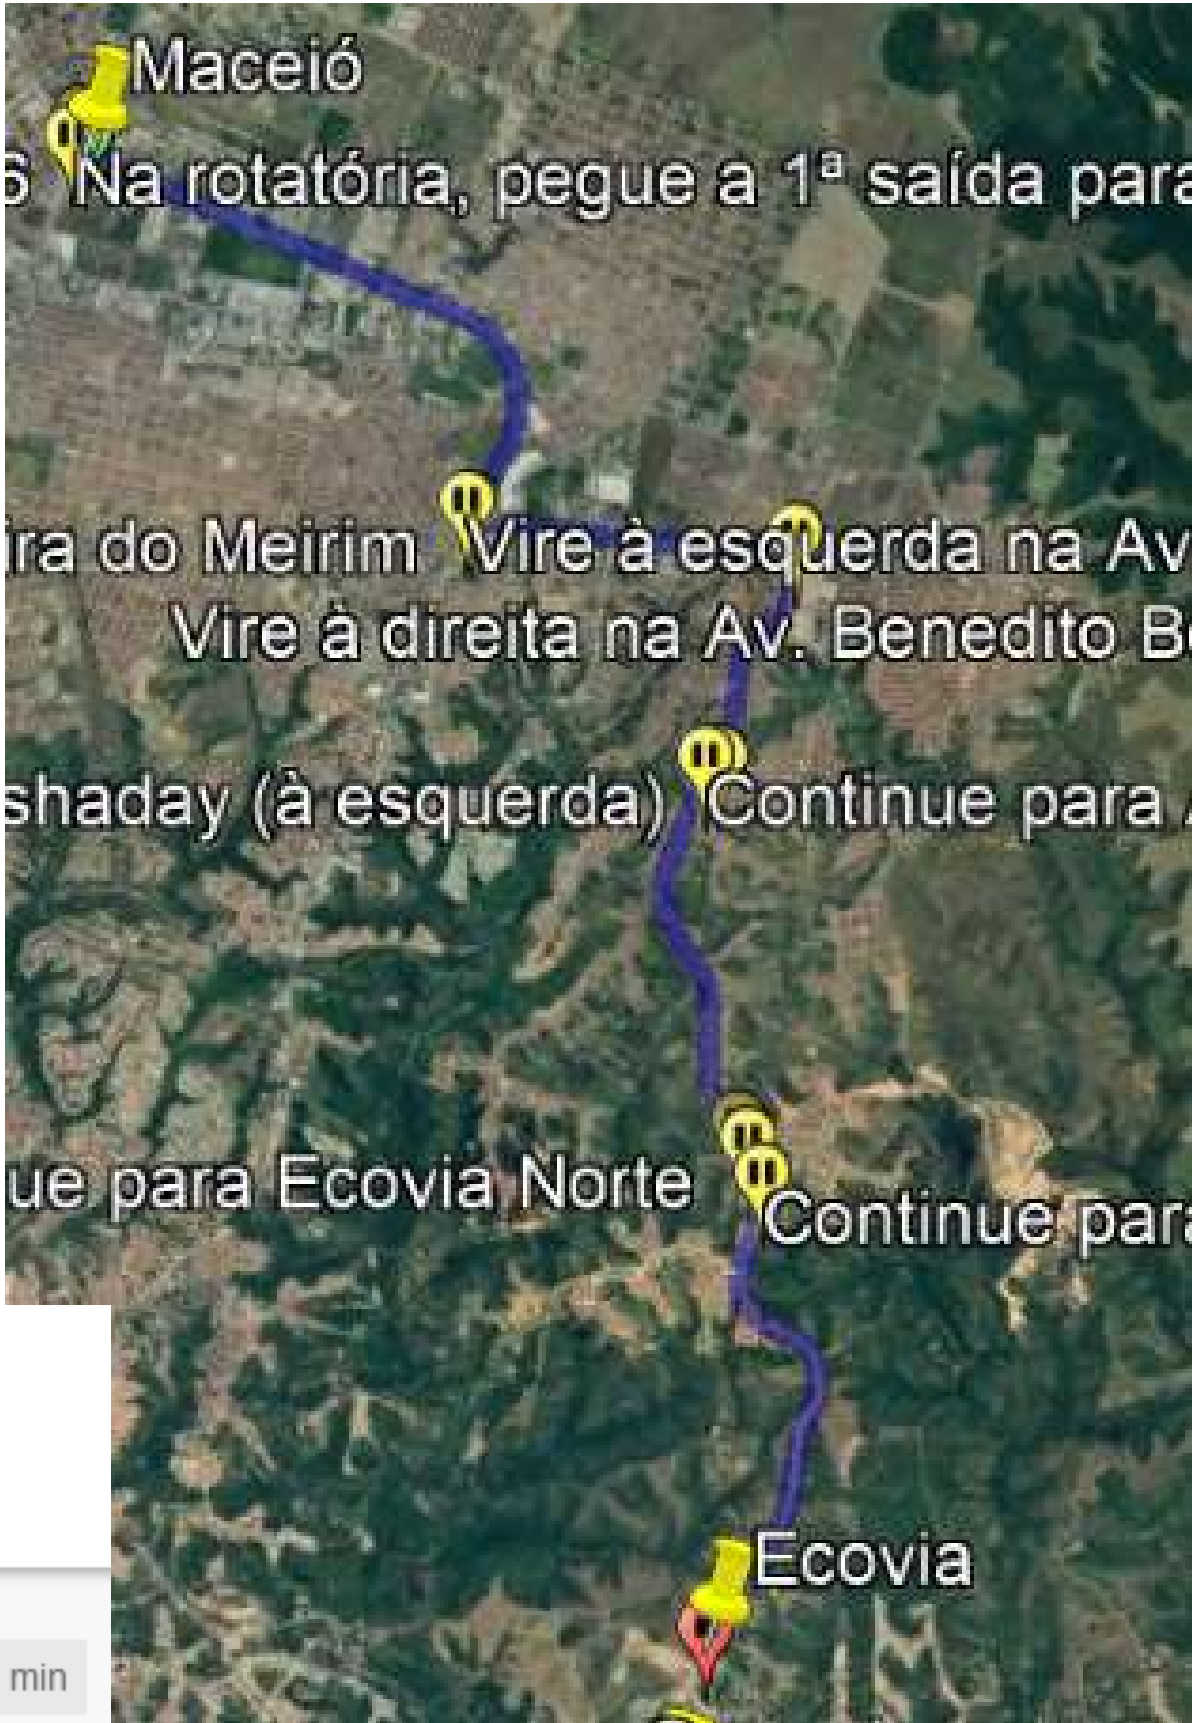 Maceió
6 Na rotatória, pegue a 1ª saída para
ira do Meirim Vire à esquerda na Av
Vire à direita na Av. Benedito B
shaday (à esquerda) Continue para
ue para Ecovia Norte
Continue para
Ecovia
min